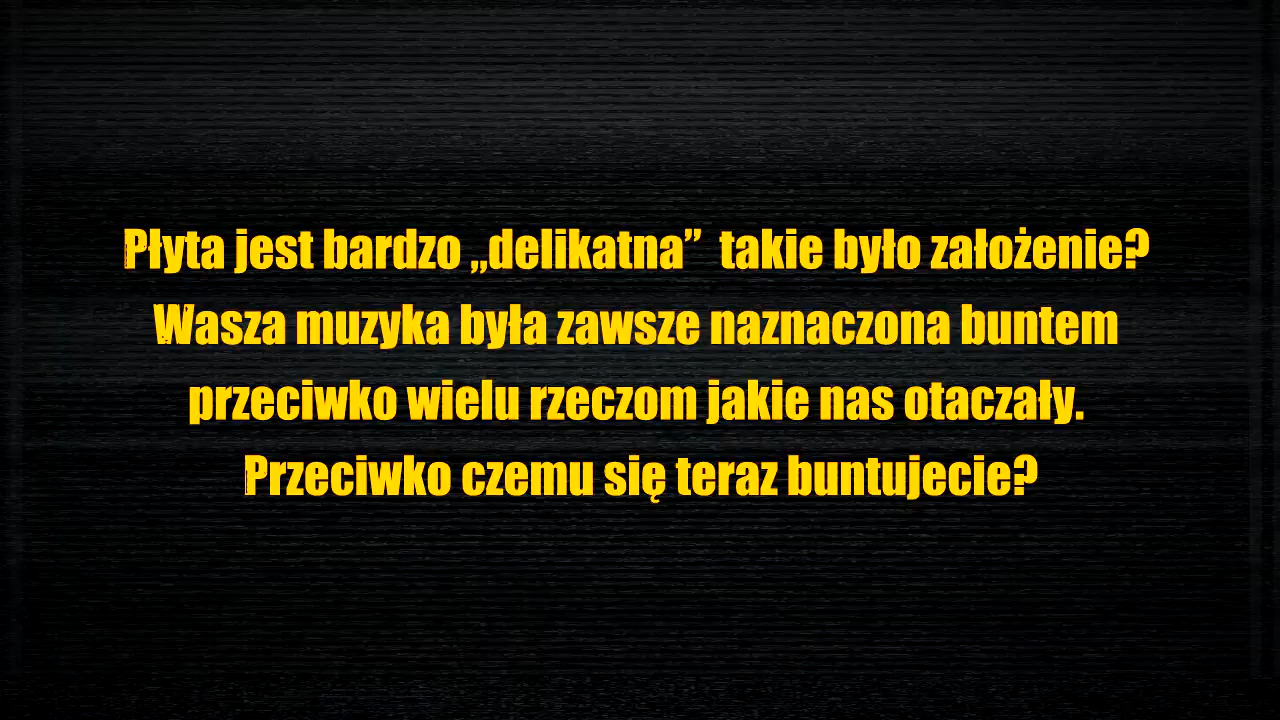 Płyta jest bardzo „delikatna” takie było założenie?
Wasza muzyka była zawsze naznaczona buntem
przeciwko wielu rzeczom jakie nas otaczały.
Przeciwko czemu się teraz buntujecie?